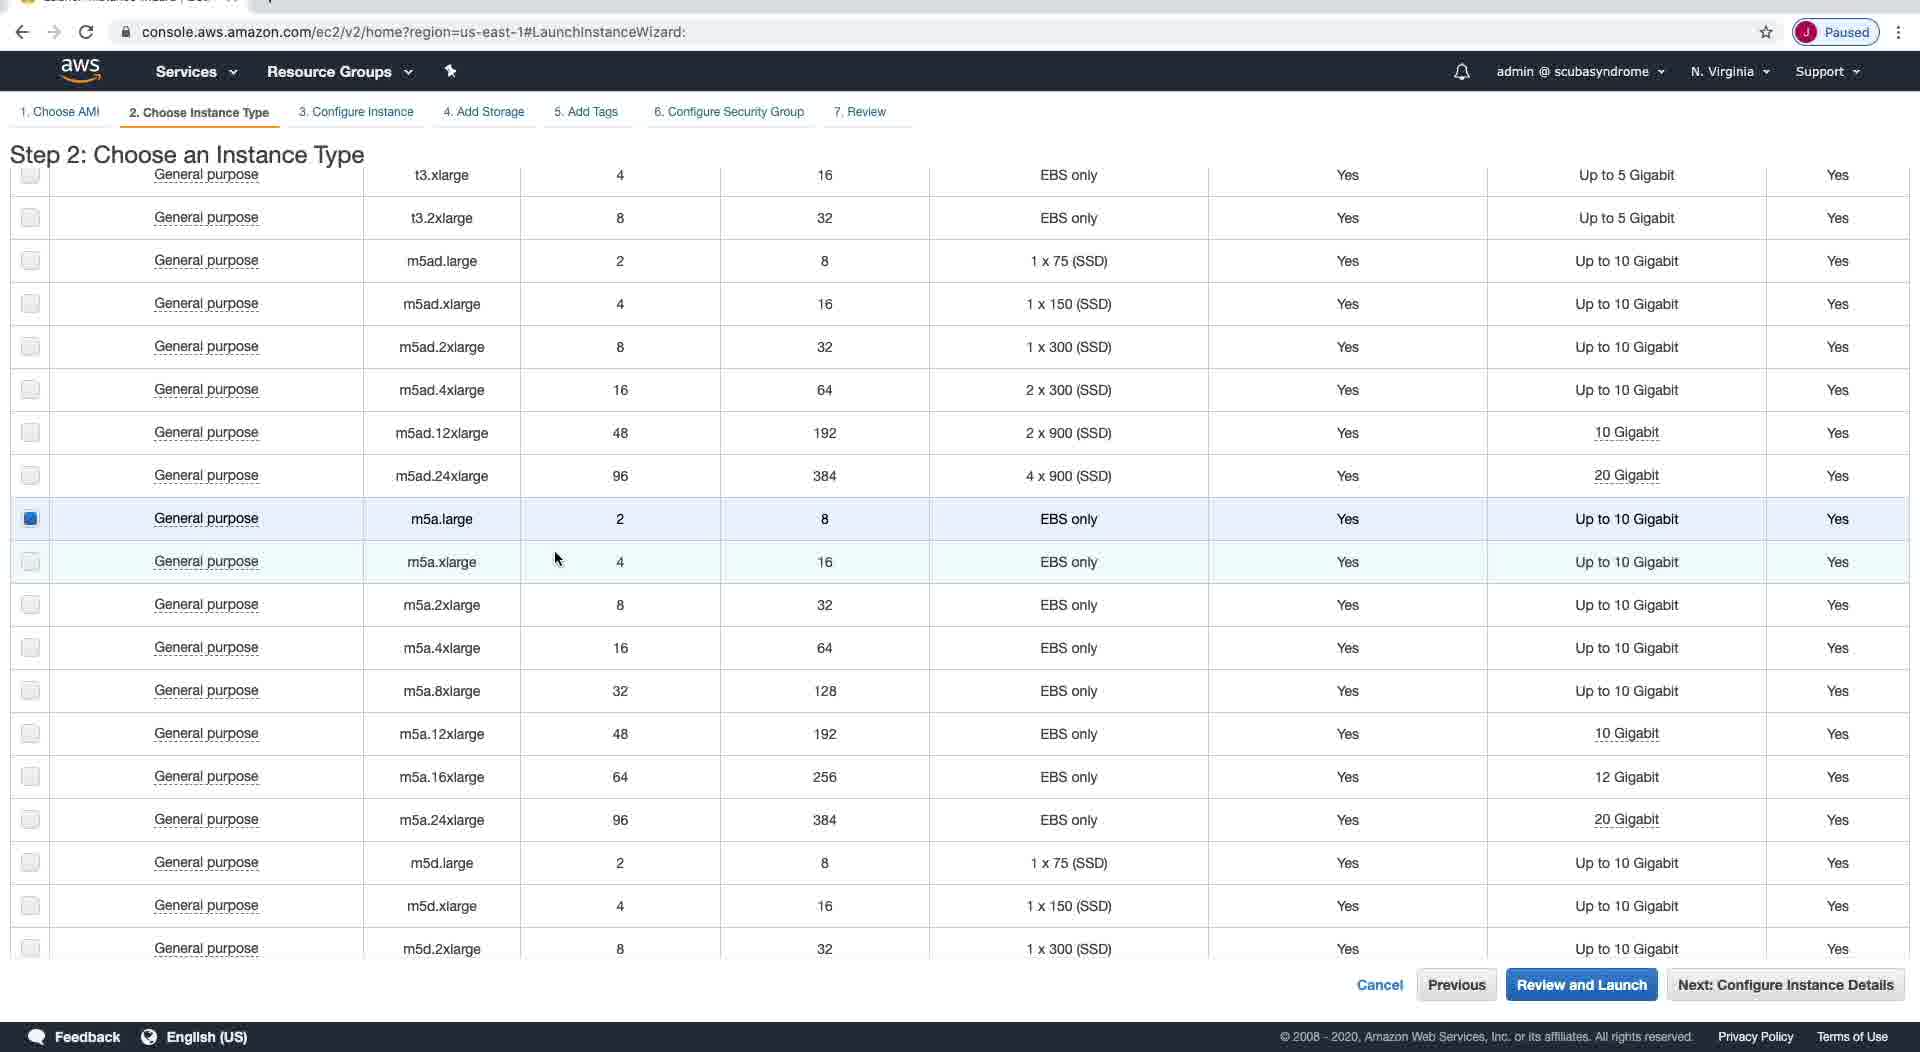 console.aws.amazon.com/ec2/v2/home?region=us-east-1#LaunchInstanceWizard:
J Paused
aws Services Resource Groups admin @ scubasyndrome N. Virginia Support
1. Choose AMI 2. Choose Instance Type 3. Configure Instance 4. Add Storage 5. Add Tags 6. Configure Security Group 7. Review
Step 2: Choose an Instance Type
General purpose t3.xlarge 4 16 EBS only Yes Up to 5 Gigabit Yes
General purpose t3.2xlarge 8 32 EBS only Yes Up to 5 Gigabit Yes
General purpose m5ad.large 2 8 1 x 75 (SSD) Yes Up to 10 Gigabit Yes
General purpose m5ad.xlarge 4 16 1 x 150 (SSD) Yes Up to 10 Gigabit Yes
General purpose m5ad.2xlarge 8 32 1 x 300 (SSD) Yes Up to 10 Gigabit Yes
General purpose m5ad.4xlarge 16 64 2 x 300 (SSD) Yes Up to 10 Gigabit Yes
General purpose m5ad.12xlarge 48 192 2 x 900 (SSD) Yes 10 Gigabit Yes
General purpose m5ad.24xlarge 96 384 4 x 900 (SSD) Yes 20 Gigabit Yes
General purpose m5a.large 2 8 EBS only Yes Up to 10 Gigabit Yes
General purpose m5a.xlarge 4 16 EBS only Yes Up to 10 Gigabit Yes
General purpose m5a.2xlarge 8 32 EBS only Yes Up to 10 Gigabit Yes
General purpose m5a.4xlarge 16 64 EBS only Yes Up to 10 Gigabit Yes
General purpose m5a.8xlarge 32 128 EBS only Yes Up to 10 Gigabit Yes
General purpose m5a.12xlarge 48 192 EBS only Yes 10 Gigabit Yes
General purpose m5a.16xlarge 64 256 EBS only Yes 12 Gigabit Yes
General purpose m5a.24xlarge 96 384 EBS only Yes 20 Gigabit Yes
General purpose m5d.large 2 8 1 x 75 (SSD) Yes Up to 10 Gigabit Yes
General purpose m5d.xlarge 4 16 1 x 150 (SSD) Yes Up to 10 Gigabit Yes
General purpose m5d.2xlarge 8 32 1 x 300 (SSD) Yes Up to 10 Gigabit Yes
Cancel Previous Review and Launch Next: Configure Instance Details
Feedback English (US) © 2008 - 2020, Amazon Web Services, Inc. or its affiliates. All rights reserved. Privacy Policy Terms of Use